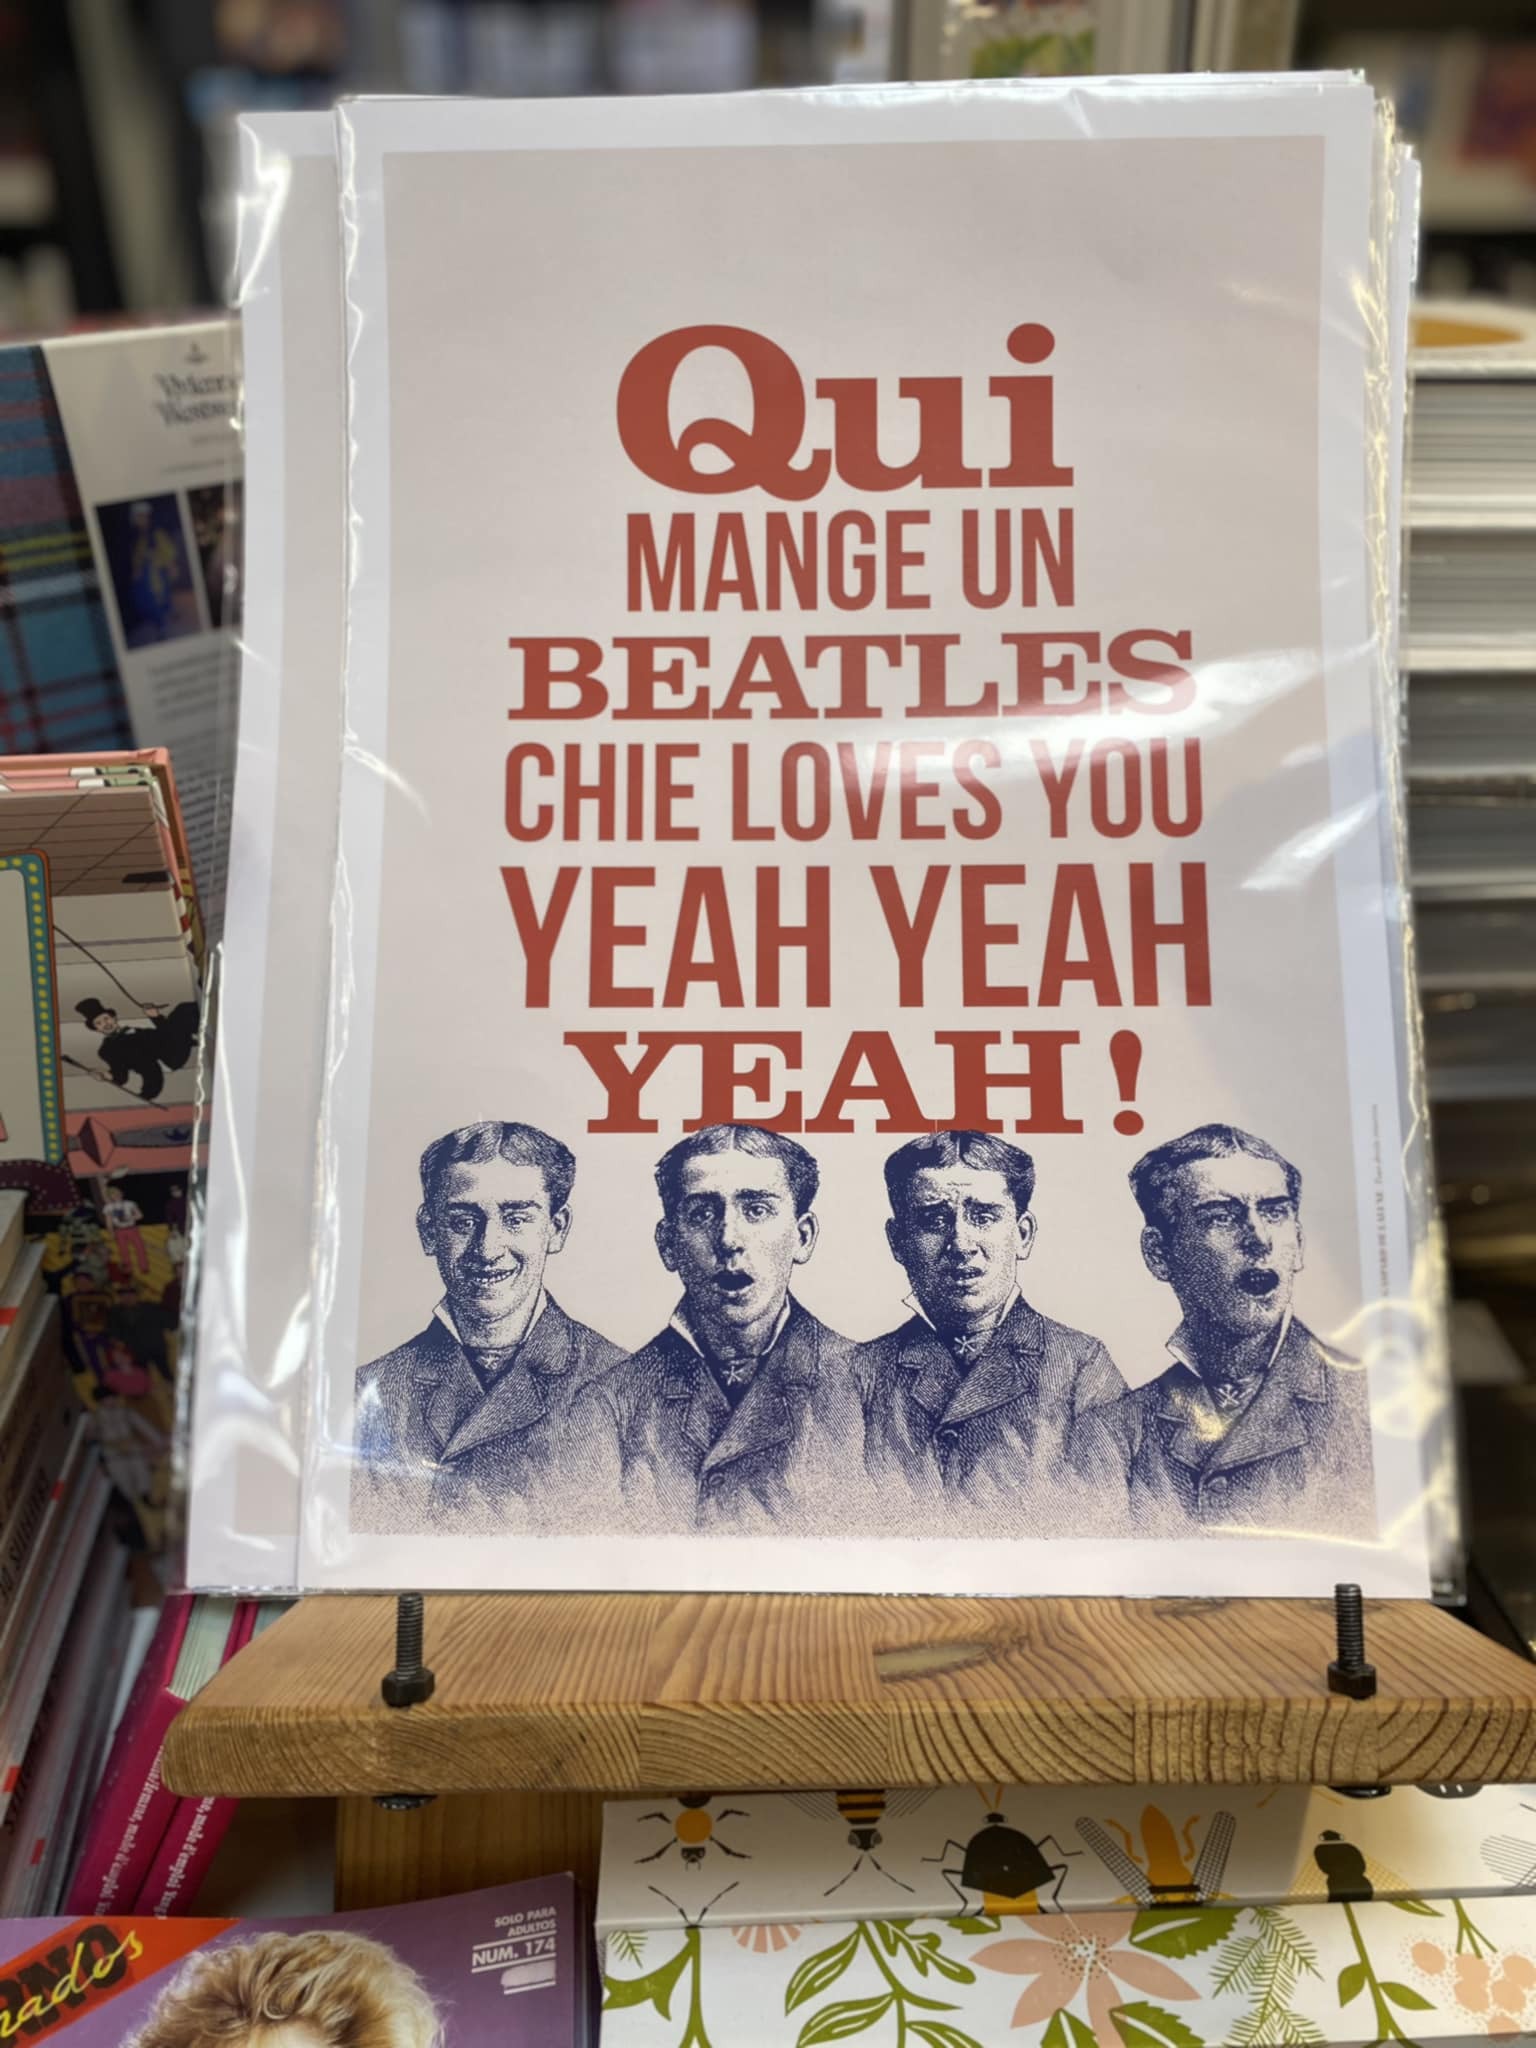 Qui
MANGE UN
BEATLES
CHIE LOVES YOU
YEAH YEAH
YEAH !
SOLO PARA
ADULTOS
NUM. 174